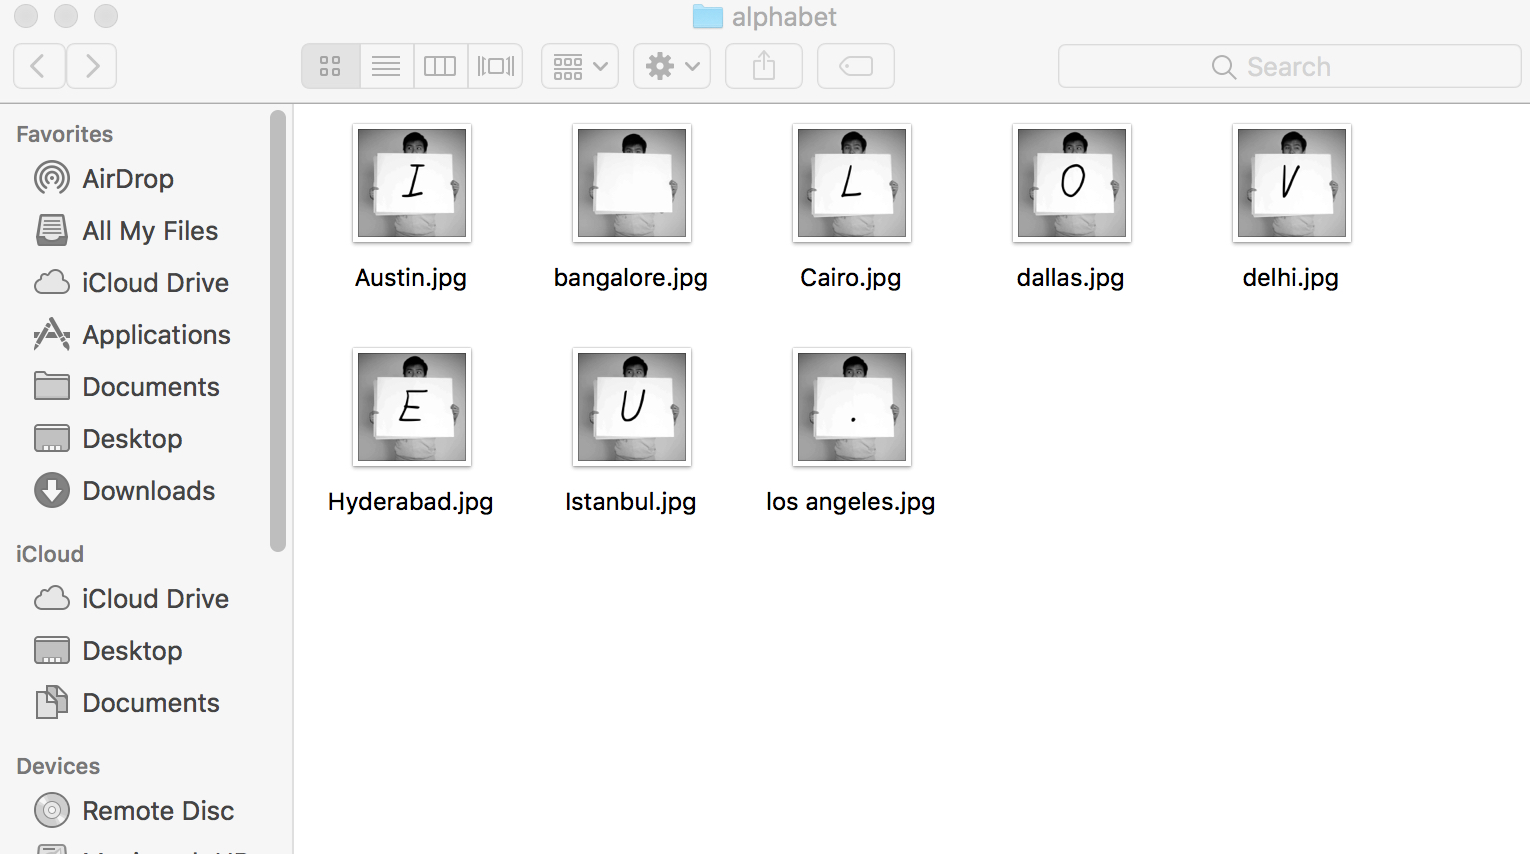 alphabet
Search
Favorites
AirDrop
All My Files
iCloud Drive
Applications
Documents
Desktop
Downloads
iCloud
iCloud Drive
Desktop
Documents
Devices
Remote Disc
I L O V
Austin.jpg bangalore.jpg Cairo.jpg dallas.jpg delhi.jpg
E U .
Hyderabad.jpg Istanbul.jpg los angeles.jpg